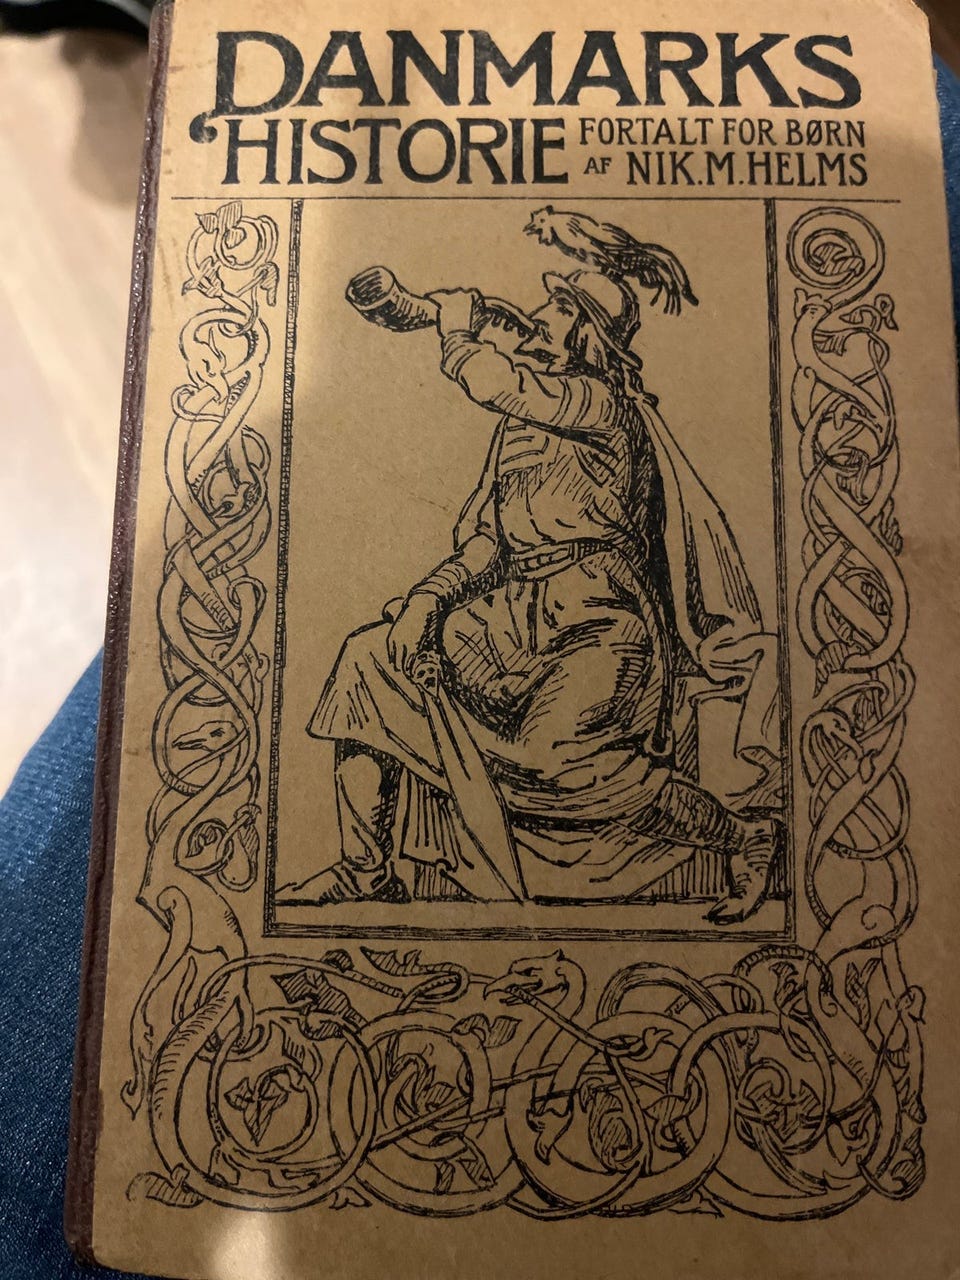 DANMARKS
HISTORIE
FORTALT FOR BØRN
AF NIK.M.HELMS